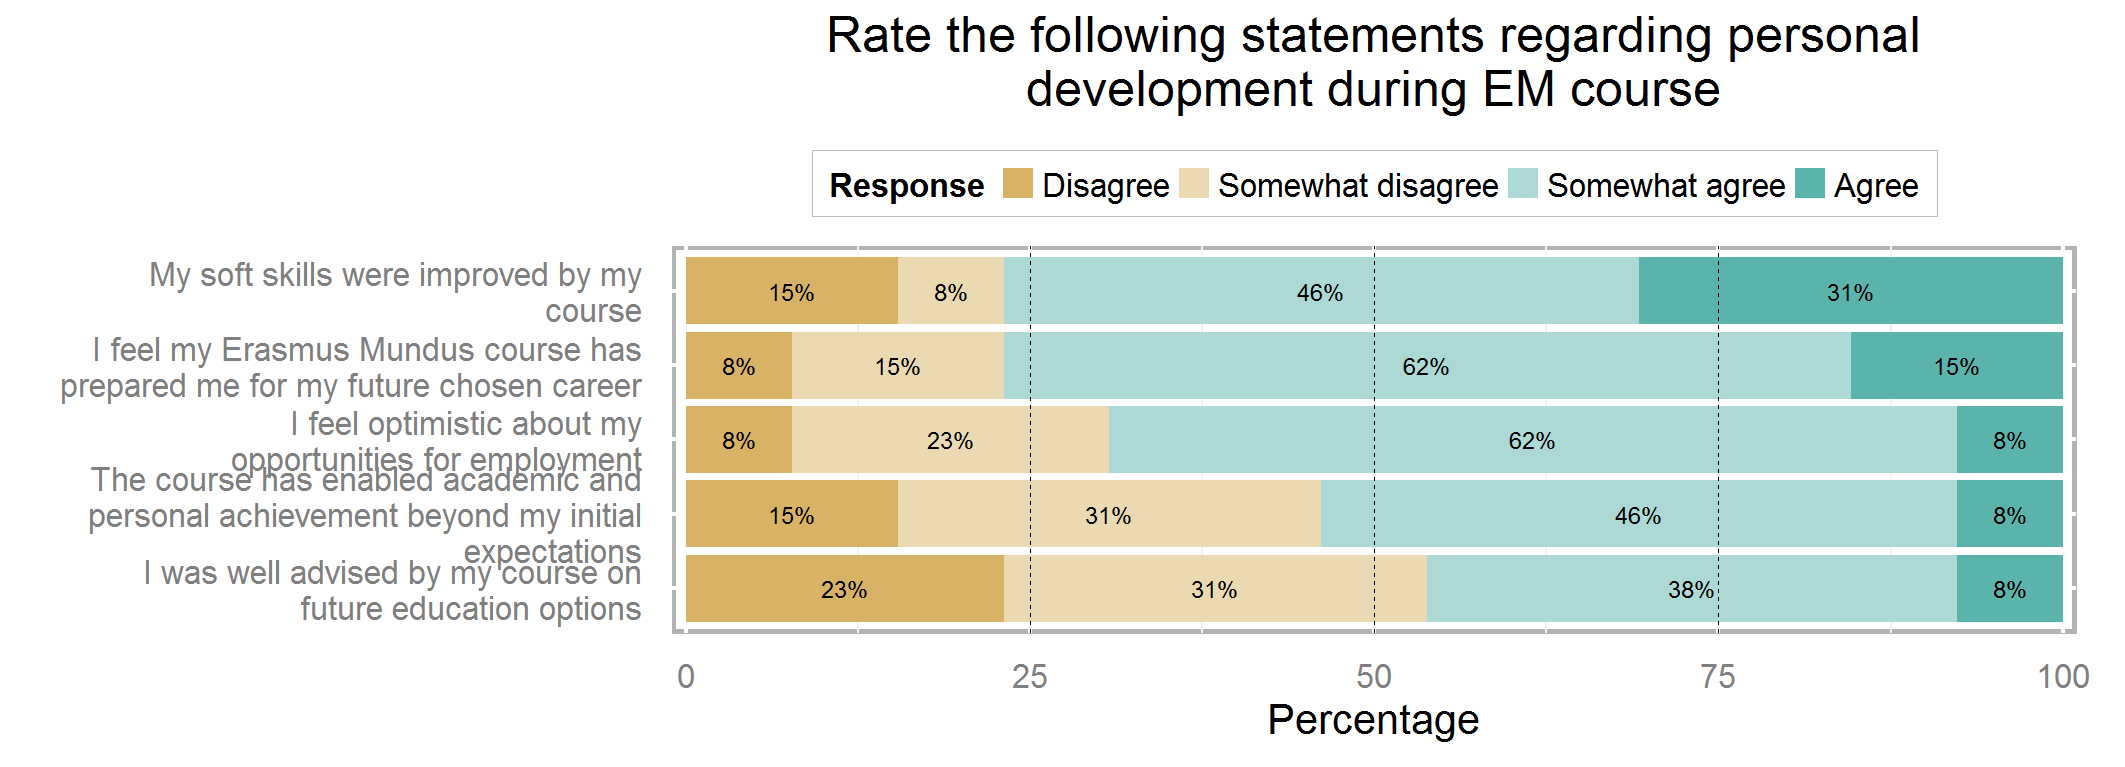 Rate the following statements regarding personal
development during EM course
Response Disagree Somewhat disagree Somewhat agree Agree
My soft skills were improved by my
course
15% 8% 46% 31%
I feel my Erasmus Mundus course has
prepared me for my future chosen career
8% 15% 62% 15%
I feel optimistic about my
opportunities for employment
8% 23% 62% 8%
The course has enabled academic and
personal achievement beyond my initial
expectations
15% 31% 46% 8%
I was well advised by my course on
future education options
23% 31% 38% 8%
0 25 50 75 100
Percentage